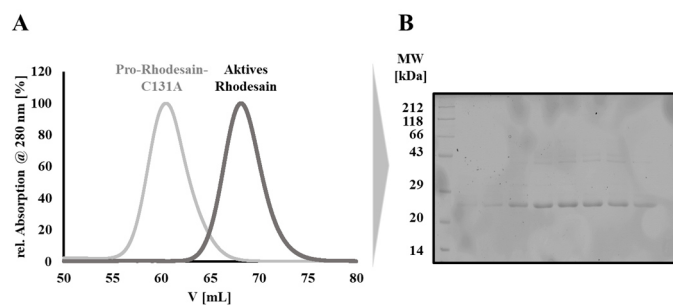 A
B
Pro-Rhodesain-
C131A
Aktives
Rhodesain
rel. Absorption @ 280 nm [%]
120
100
80
60
40
20
0
50
55
60
65
70
75
80
V [mL]
MW
[kDa]
212
118
66
43
29
20
14